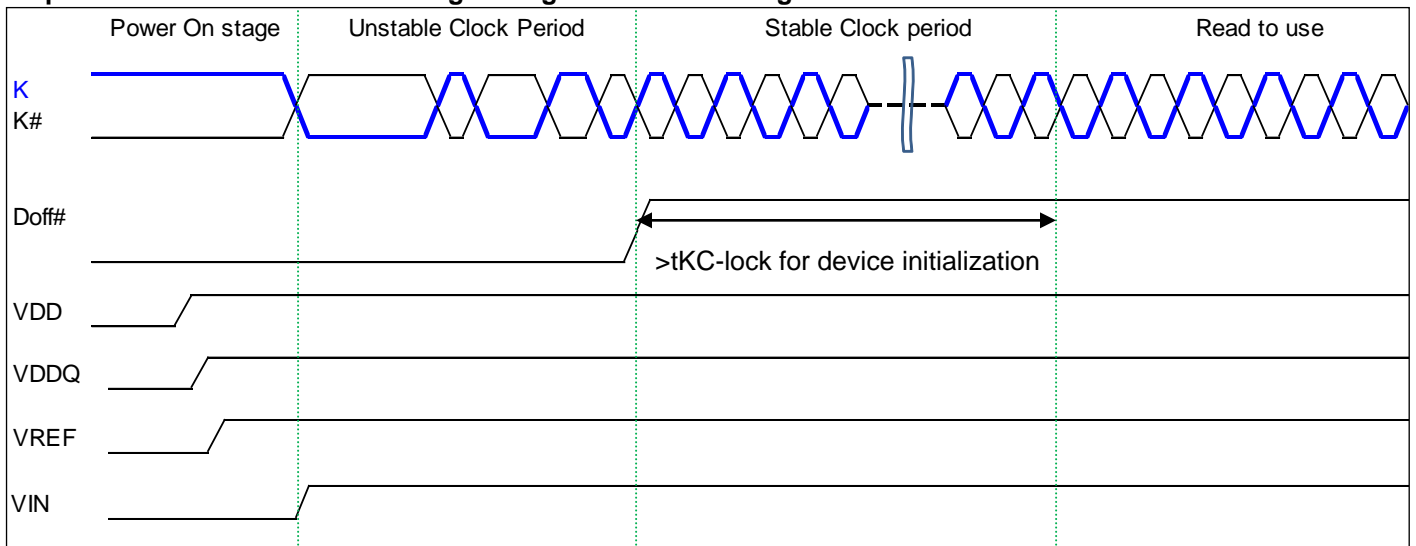 Power On stage
Unstable Clock Period
Stable Clock period
Read to use
K
K#
Doff#
>tKC-lock for device initialization
VDD
VDDQ
VREF
VIN